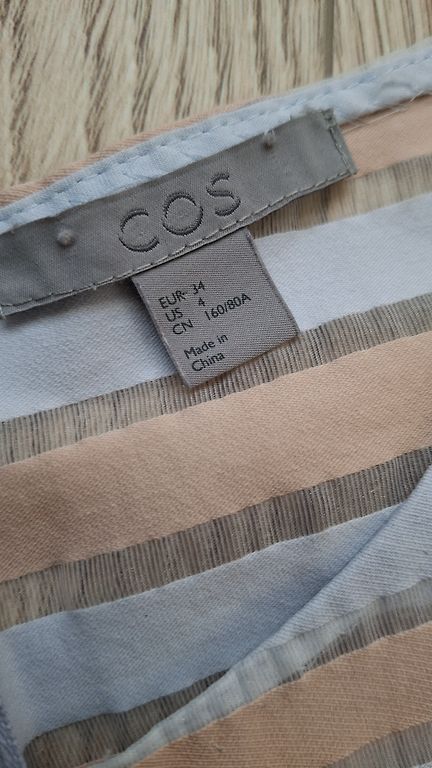 COS
EUR- 34
US 4
CN 160/80A
Made in
China